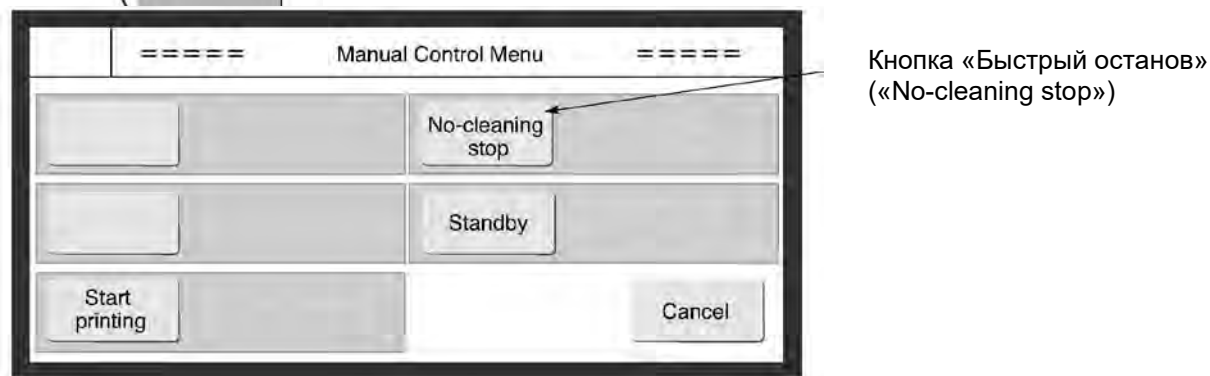 (
===== Manual Control Menu =====
No-cleaning
stop
Standby
Start
printing
Cancel
Кнопка «Быстрый останов»
(«No-cleaning stop»)